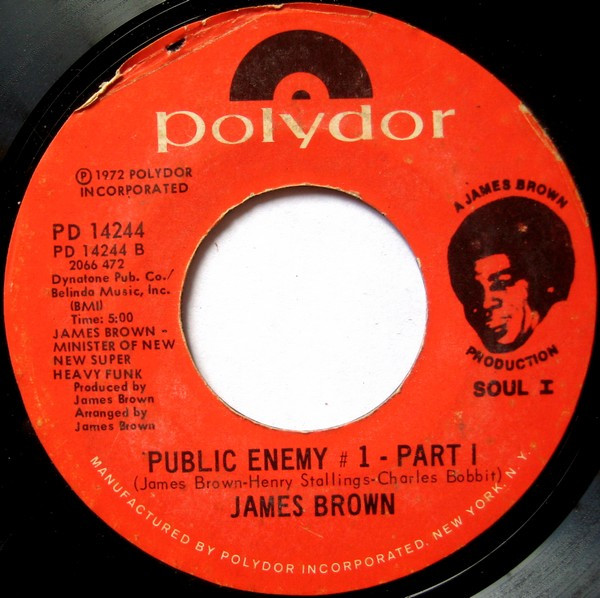 polydor
℗ 1972 POLYDOR
INCORPORATED
PD 14244
PD 14244 B
2066 472
Dynatone Pub. Co./
Belinda Music, Inc.
(BMI)
Time: 5:00
JAMES BROWN -
MINISTER OF NEW
NEW SUPER
HEAVY FUNK
Produced by
James Brown
Arranged by
James Brown
A JAMES BROWN
PRODUCTION
SOUL I
PUBLIC ENEMY # 1 - PART I
(James Brown-Henry Stallings-Charles Bobbit)
JAMES BROWN
MANUFACTURED BY POLYDOR INCORPORATED, NEW YORK, N.Y.